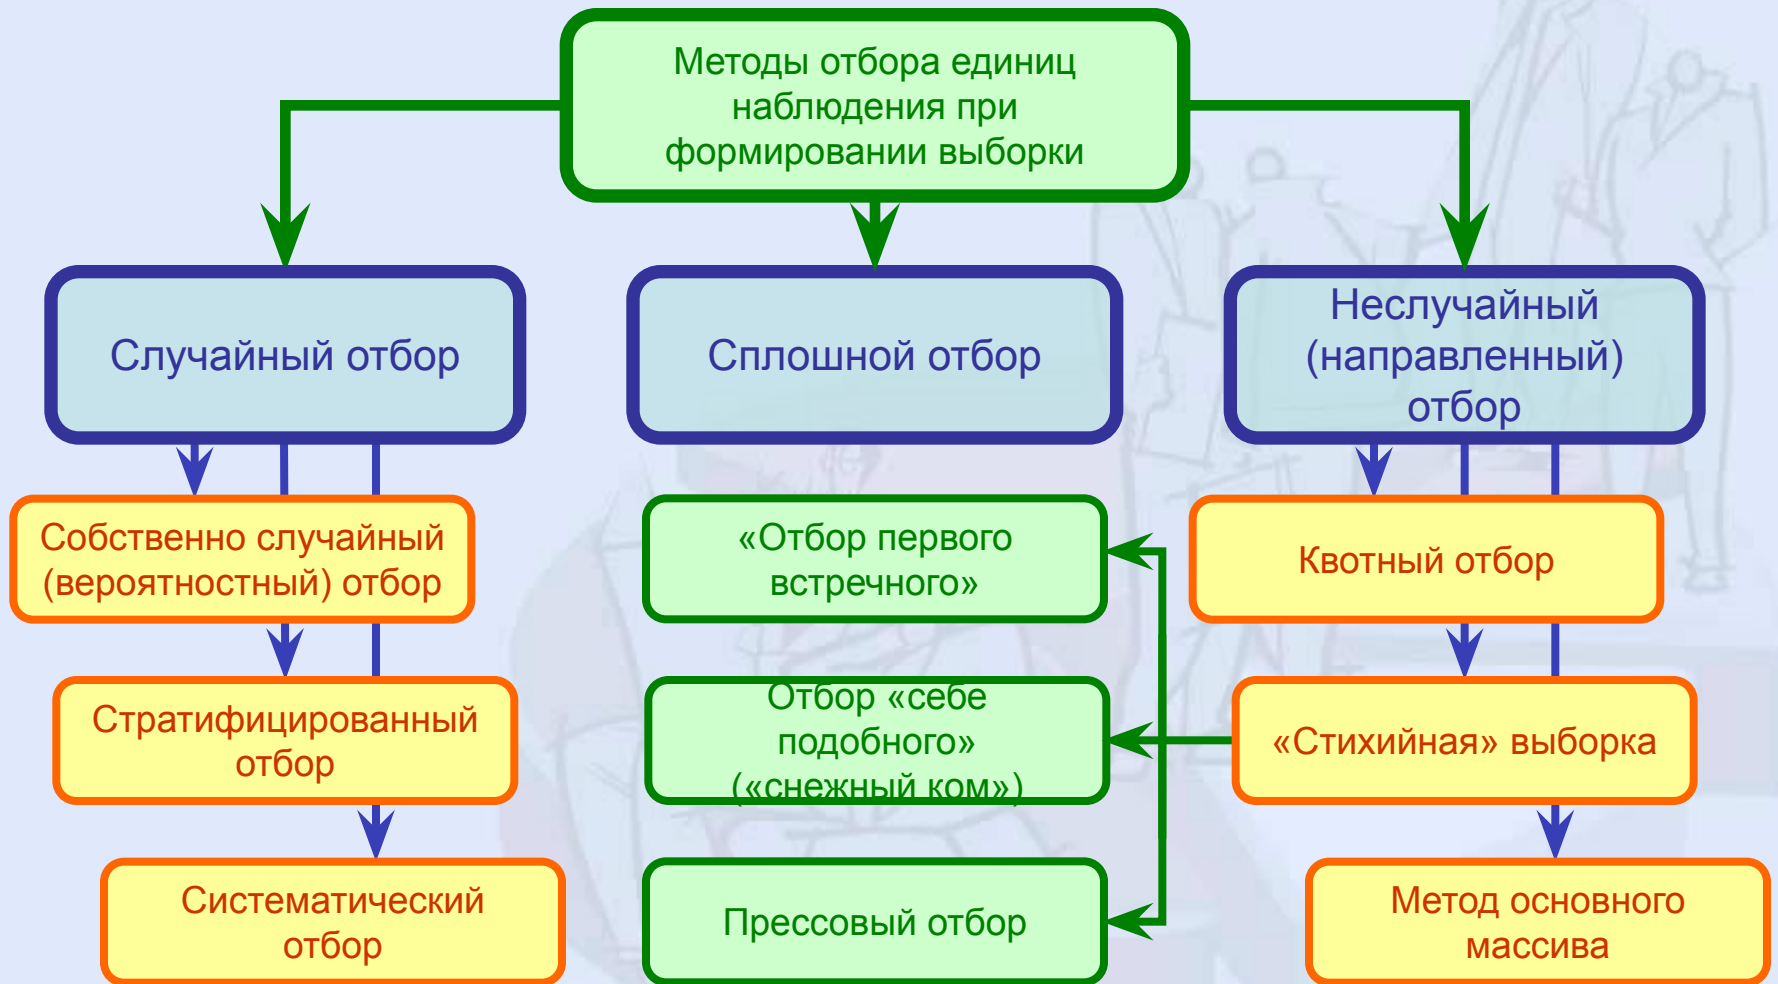 Методы отбора единиц
наблюдения при
формировании выборки
Случайный отбор
Сплошной отбор
Неслучайный
(направленный)
отбор
Собственно случайный
(вероятностный) отбор
«Отбор первого
встречного»
Квотный отбор
Стратифицированный
отбор
Отбор «себе
подобного»
(«снежный ком»)
«Стихийная» выборка
Систематический
отбор
Прессовый отбор
Метод основного
массива